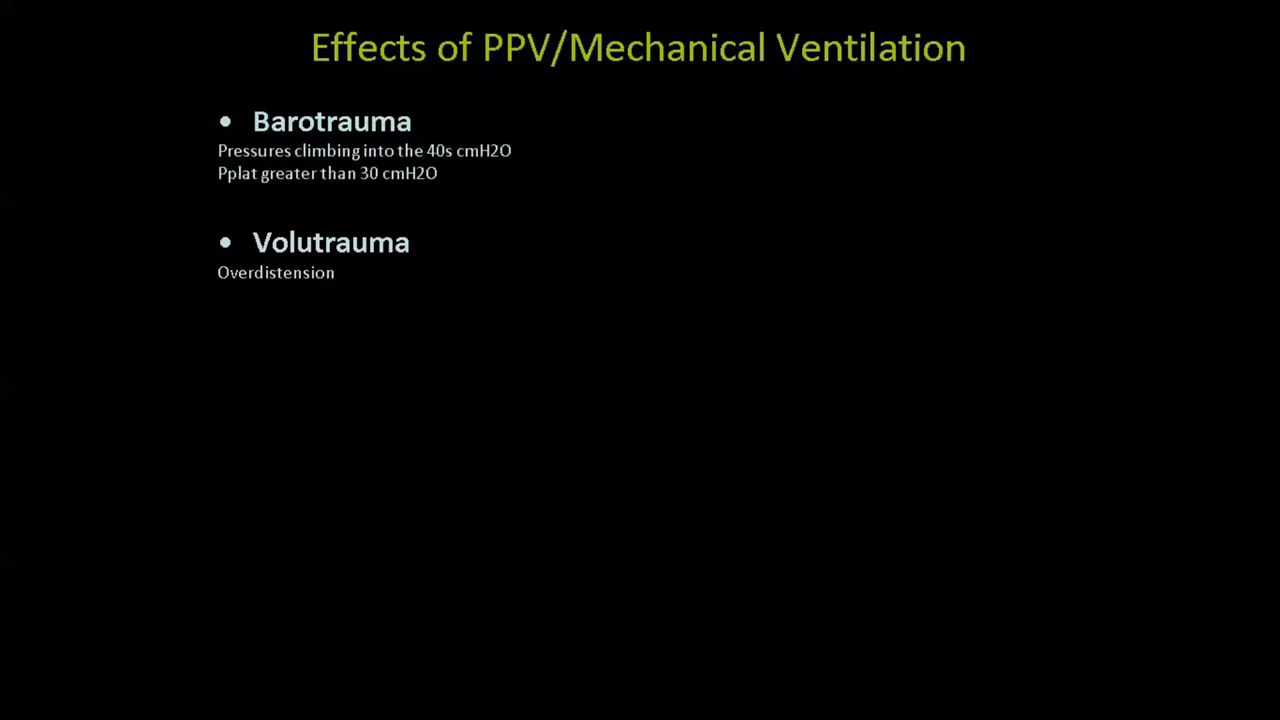 Effects of PPV/Mechanical Ventilation
• Barotrauma
Pressures climbing into the 40s cmH2O
Pplat greater than 30 cmH2O
• Volutrauma
Overdistension